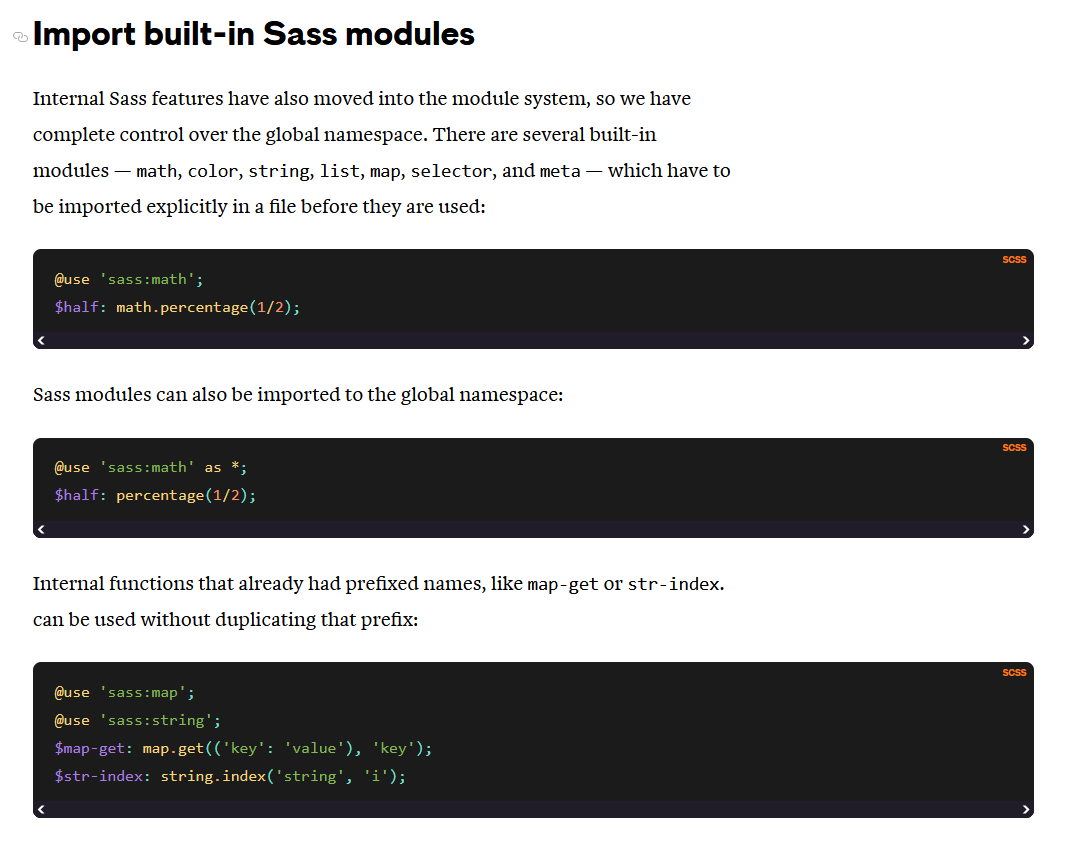 Import built-in Sass modules
Internal Sass features have also moved into the module system, so we have
complete control over the global namespace. There are several built-in
modules — math, color, string, list, map, selector, and meta — which have to
be imported explicitly in a file before they are used:
scss
@use 'sass:math';
$half: math.percentage(1/2);
Sass modules can also be imported to the global namespace:
scss
@use 'sass:math' as *;
$half: percentage(1/2);
Internal functions that already had prefixed names, like map-get or str-index.
can be used without duplicating that prefix:
scss
@use 'sass:map';
@use 'sass:string';
$map-get: map.get(('key': 'value'), 'key');
$str-index: string.index('string', 'i');